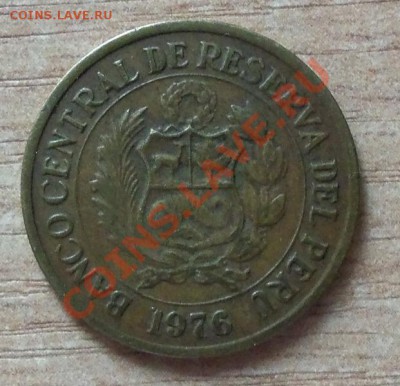 COINS.LAVE.RU
BANCO CENTRAL DE RESERVA DEL PERU
1976
COINS.LAVE.RU